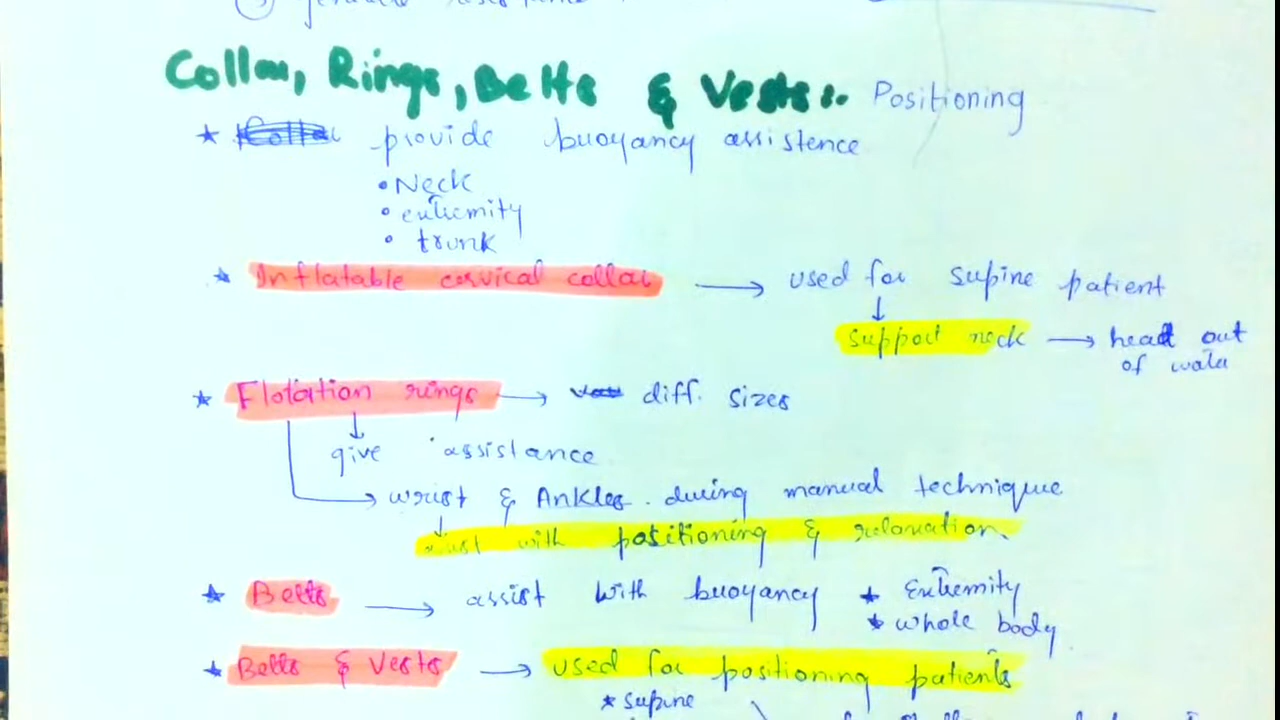 Collar, Rings, Belts & Vests:- Positioning
★ provide buoyancy assistence
• Neck
• extremity
• trunk
★ Inflatable cervical collar → used for supine patient
↓
support neck → head out
of water
★ Flotation rings → diff. sizes
↓
give assistance
→ wrist & Ankles. during manual technique
↓
with positioning & relaxation.
★ Belts → assist with buoyancy ★ Extremity
★ whole body
★ Belts & Vests → used for positioning patients
★ supine